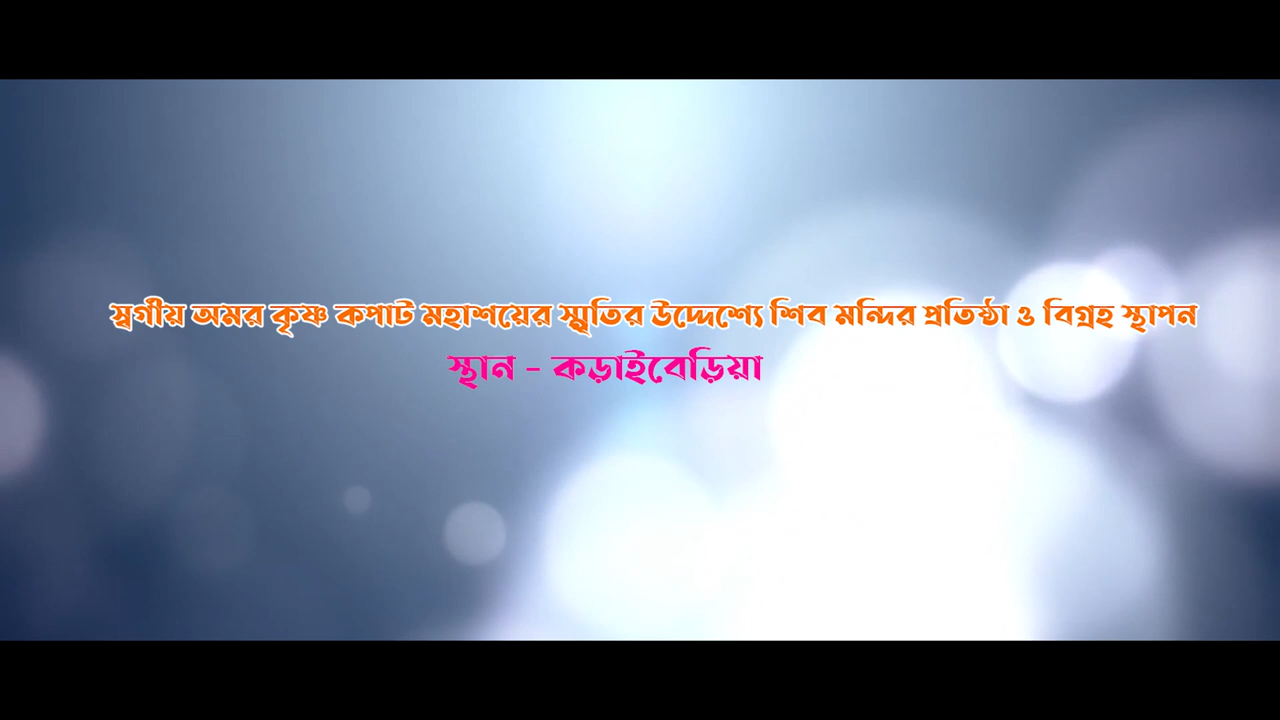 স্বর্গীয় অমর কৃষ্ণ কপাট মহাশয়ের স্মৃতির উদ্দেশ্যে শিব মন্দির প্রতিষ্ঠা ও বিগ্রহ স্থাপন
স্থান - কড়াইবেড়িয়া